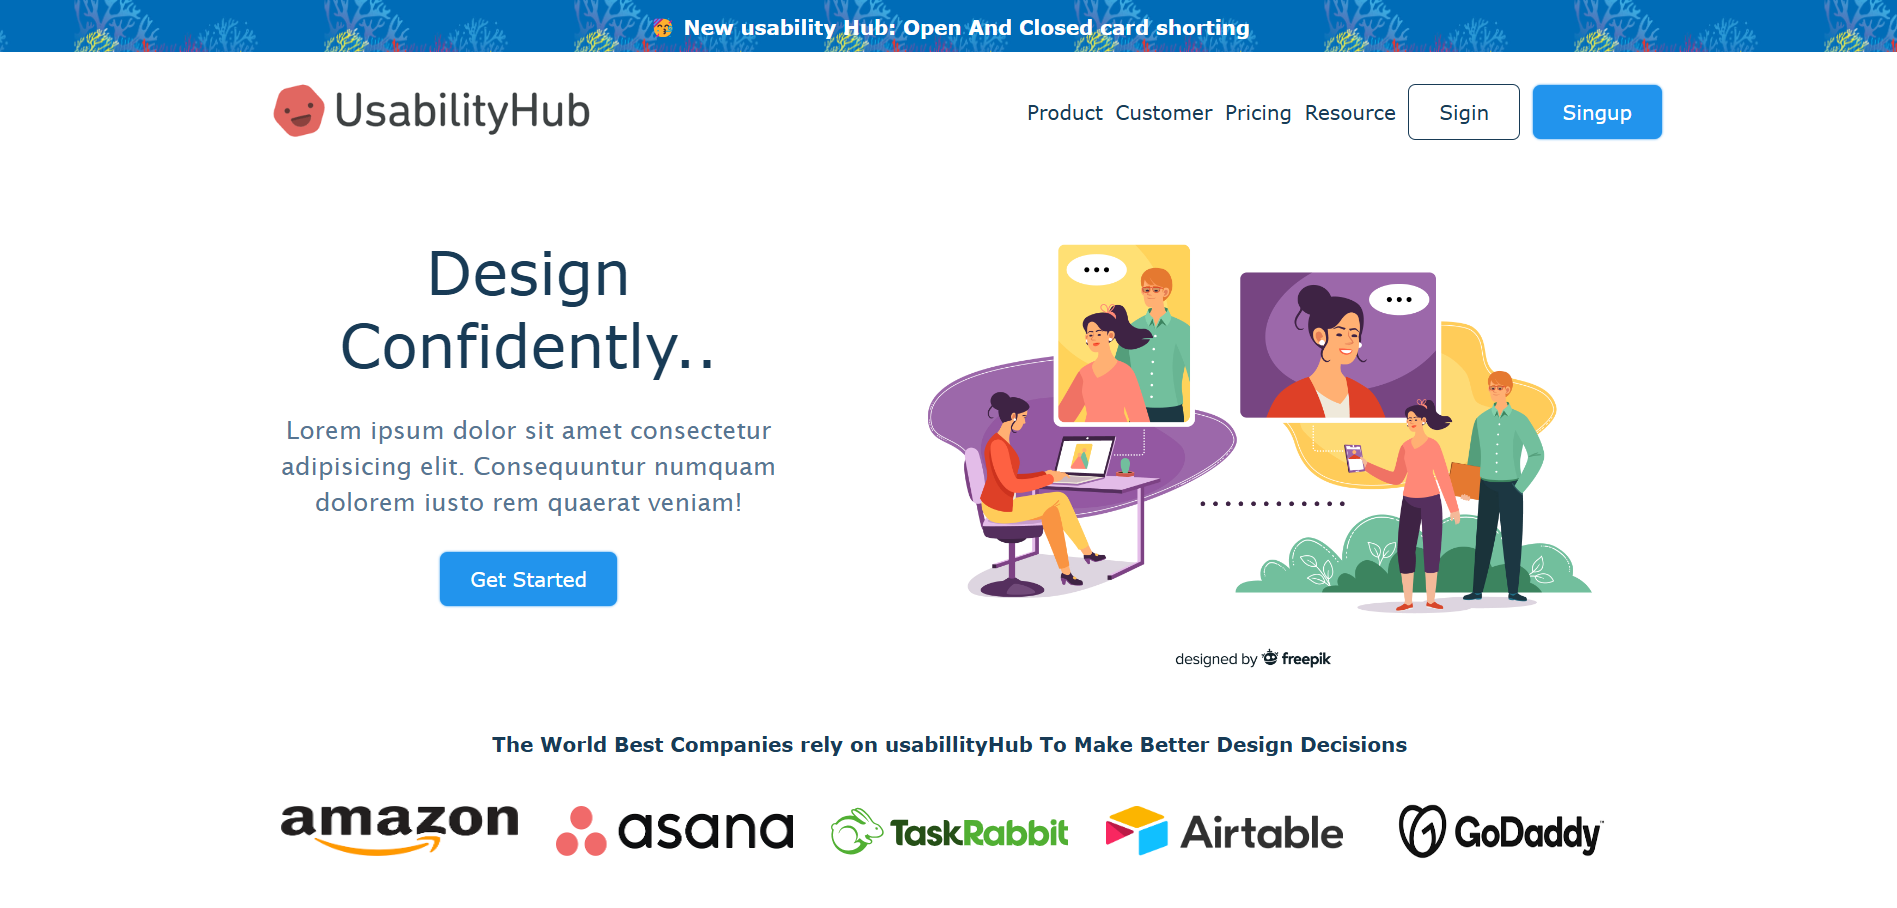 🥳 New usability Hub: Open And Closed card shorting
UsabilityHub
Product Customer Pricing Resource Sigin Singup
Design
Confidently..
Lorem ipsum dolor sit amet consectetur
adipisicing elit. Consequuntur numquam
dolorem iusto rem quaerat veniam!
Get Started
designed by freepik
The World Best Companies rely on usabillityHub To Make Better Design Decisions
amazon asana TaskRabbit Airtable GoDaddy™